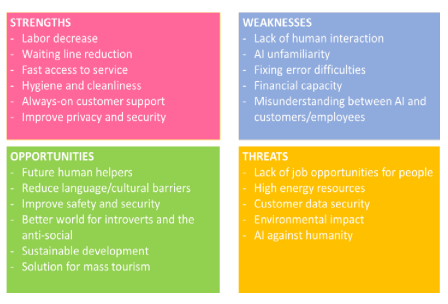 STRENGTHS
- Labor decrease
- Waiting line reduction
- Fast access to service
- Hygiene and cleanliness
- Always-on customer support
- Improve privacy and security
WEAKNESSES
- Lack of human interaction
- AI unfamiliarity
- Fixing error difficulties
- Financial capacity
- Misunderstanding between AI and
customers/employees
OPPORTUNITIES
- Future human helpers
- Reduce language/cultural barriers
- Improve safety and security
- Better world for introverts and the
anti-social
- Sustainable development
- Solution for mass tourism
THREATS
- Lack of job opportunities for people
- High energy resources
- Customer data security
- Environmental impact
- AI against humanity